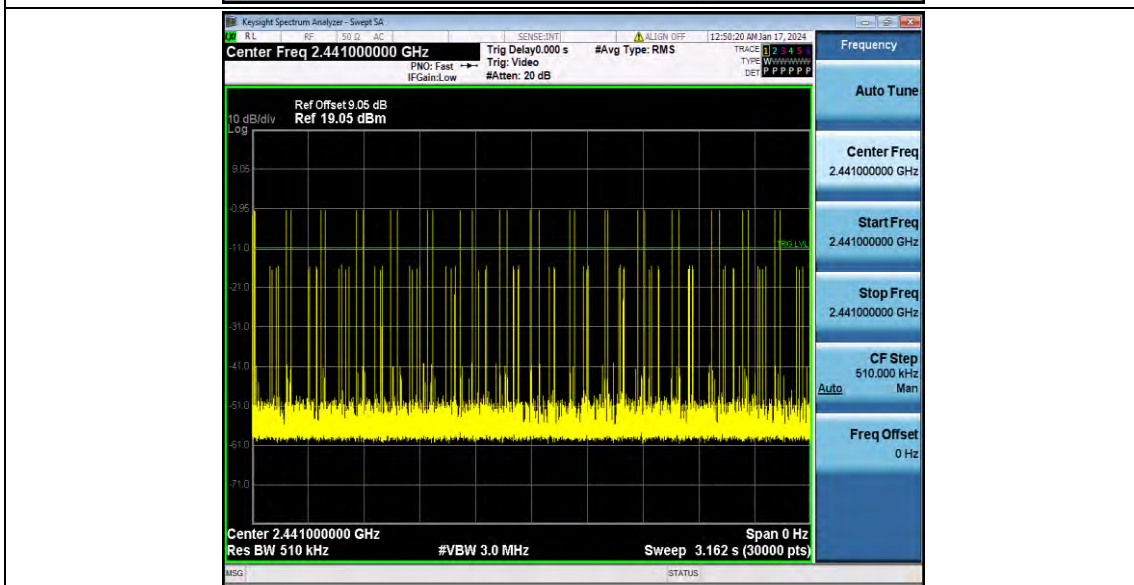 Keysight Spectrum Analyzer - Swept SA
RL RF 50 Ω AC SENSE:INT ALIGN OFF 12:50:20 AM Jan 17, 2024
Center Freq 2.441000000 GHz Trig Delay0.000 s #Avg Type: RMS TRACE 1 2 3 4 5 6
PNO: Fast Trig: Video TYPE WWWWWW
IFGain:Low #Atten: 20 dB DET P P P P P P
Frequency
Auto Tune
Center Freq
2.441000000 GHz
Start Freq
2.441000000 GHz
Stop Freq
2.441000000 GHz
CF Step
510.000 kHz
Auto Man
Freq Offset
0 Hz
Ref Offset 9.05 dB
10 dB/div Ref 19.05 dBm
Log
9.05
-0.95
-11.0
TRIG LVL
-21.0
-31.0
-41.0
-51.0
-61.0
-71.0
Center 2.441000000 GHz Span 0 Hz
Res BW 510 kHz #VBW 3.0 MHz Sweep 3.162 s (30000 pts)
MSG STATUS